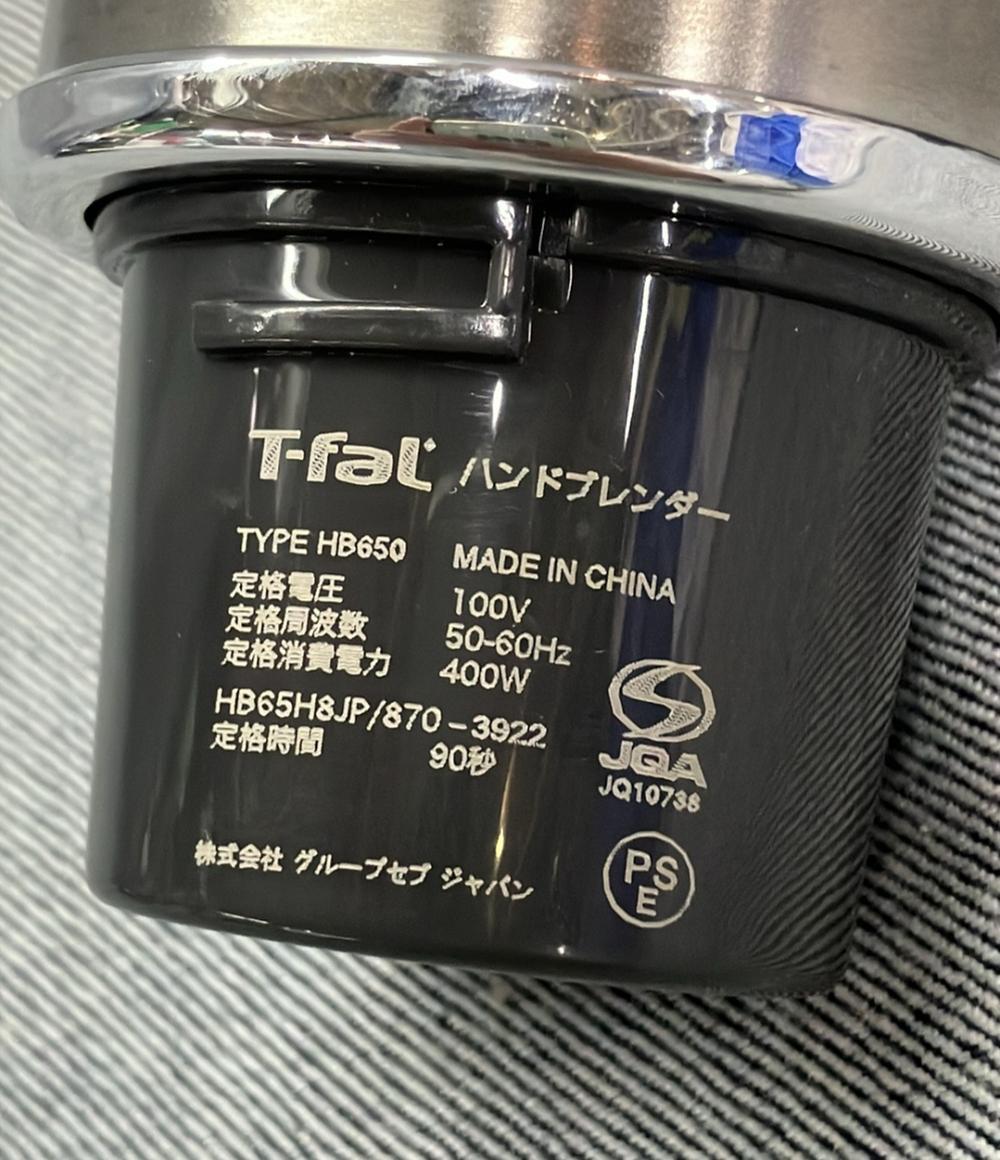 T-fal ハンドブレンダー
TYPE HB650 MADE IN CHINA
定格電圧 100V
定格周波数 50-60Hz
定格消費電力 400W
HB65H8JP/870-3922
定格時間 90秒
JQA
JQ10738
株式会社 グループセブ ジャパン
PS
E